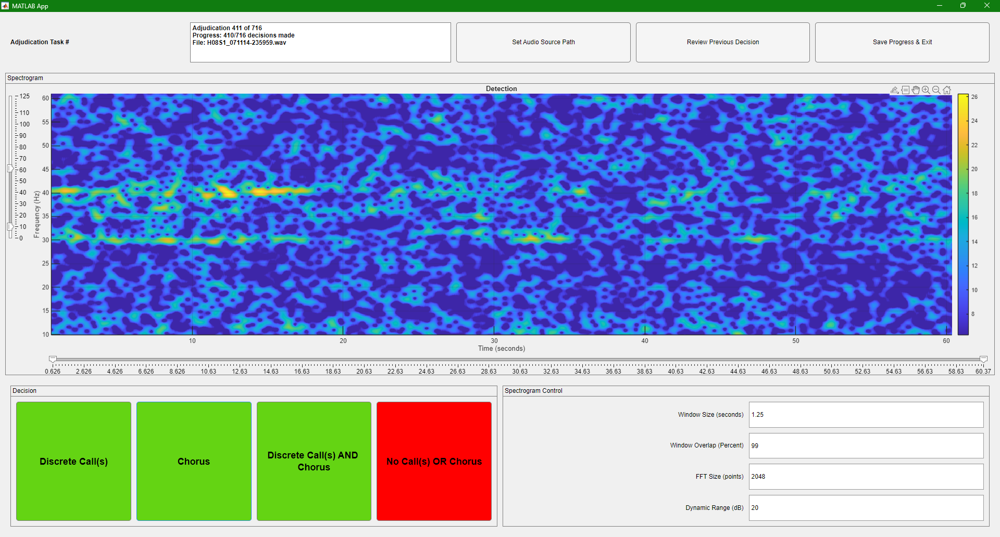 MATLAB App
Adjudication Task #
Adjudication 411 of 716
Progress: 410/716 decisions made
File: H08S1_071114-235959.wav
Set Audio Source Path
Review Previous Decision
Save Progress & Exit
Spectrogram
Detection
125
110
100
90
80
70
60
50
40
30
20
10
0
Frequency (Hz)
60
55
50
45
40
35
30
25
20
15
10
10 20 30 40 50 60
Time (seconds)
26
24
22
20
18
16
14
12
10
8
0.626 2.626 4.626 6.626 8.626 10.63 12.63 14.63 16.63 18.63 20.63 22.63 24.63 26.63 28.63 30.63 32.63 34.63 36.63 38.63 40.63 42.63 44.63 46.63 48.63 50.63 52.63 54.63 56.63 58.63 60.37
Decision
Discrete Call(s)
Chorus
Discrete Call(s) AND
Chorus
No Call(s) OR Chorus
Spectrogram Control
Window Size (seconds) 1.25
Window Overlap (Percent) 99
FFT Size (points) 2048
Dynamic Range (dB) 20